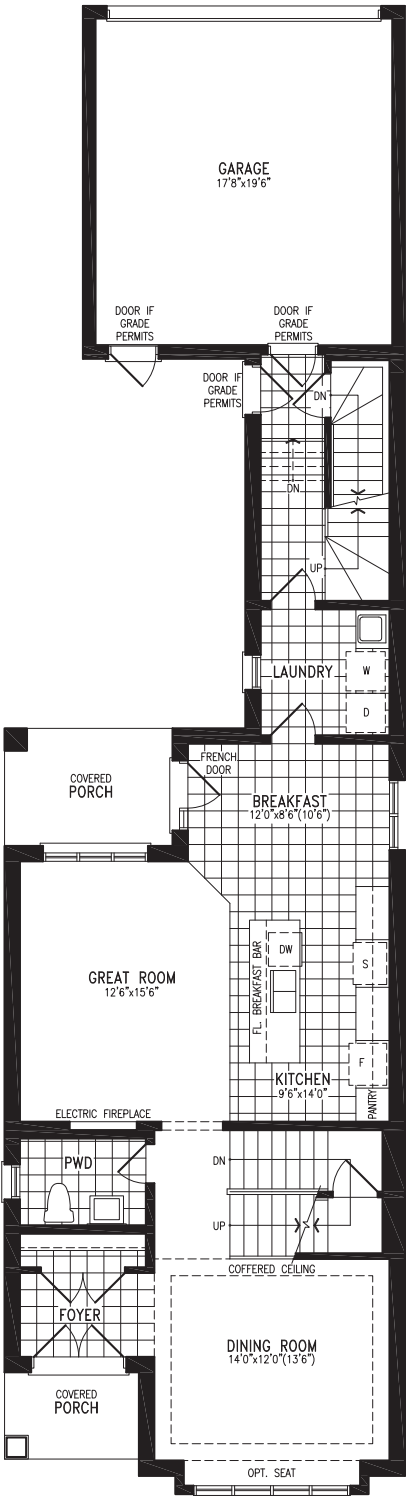 GARAGE
17'8"x19'6"
DOOR IF
GRADE
PERMITS
DOOR IF
GRADE
PERMITS
DOOR IF
GRADE
PERMITS
DN
DN
UP
LAUNDRY
W
D
FRENCH
DOOR
COVERED
PORCH
BREAKFAST
12'0"x8'6"(10'6")
GREAT ROOM
12'6"x15'6"
FL. BREAKFAST BAR
DW
S
F
KITCHEN
9'6"x14'0"
PANTRY
ELECTRIC FIREPLACE
PWD
DN
UP
COFFERED CEILING
FOYER
DINING ROOM
14'0"x12'0"(13'6")
COVERED
PORCH
OPT. SEAT